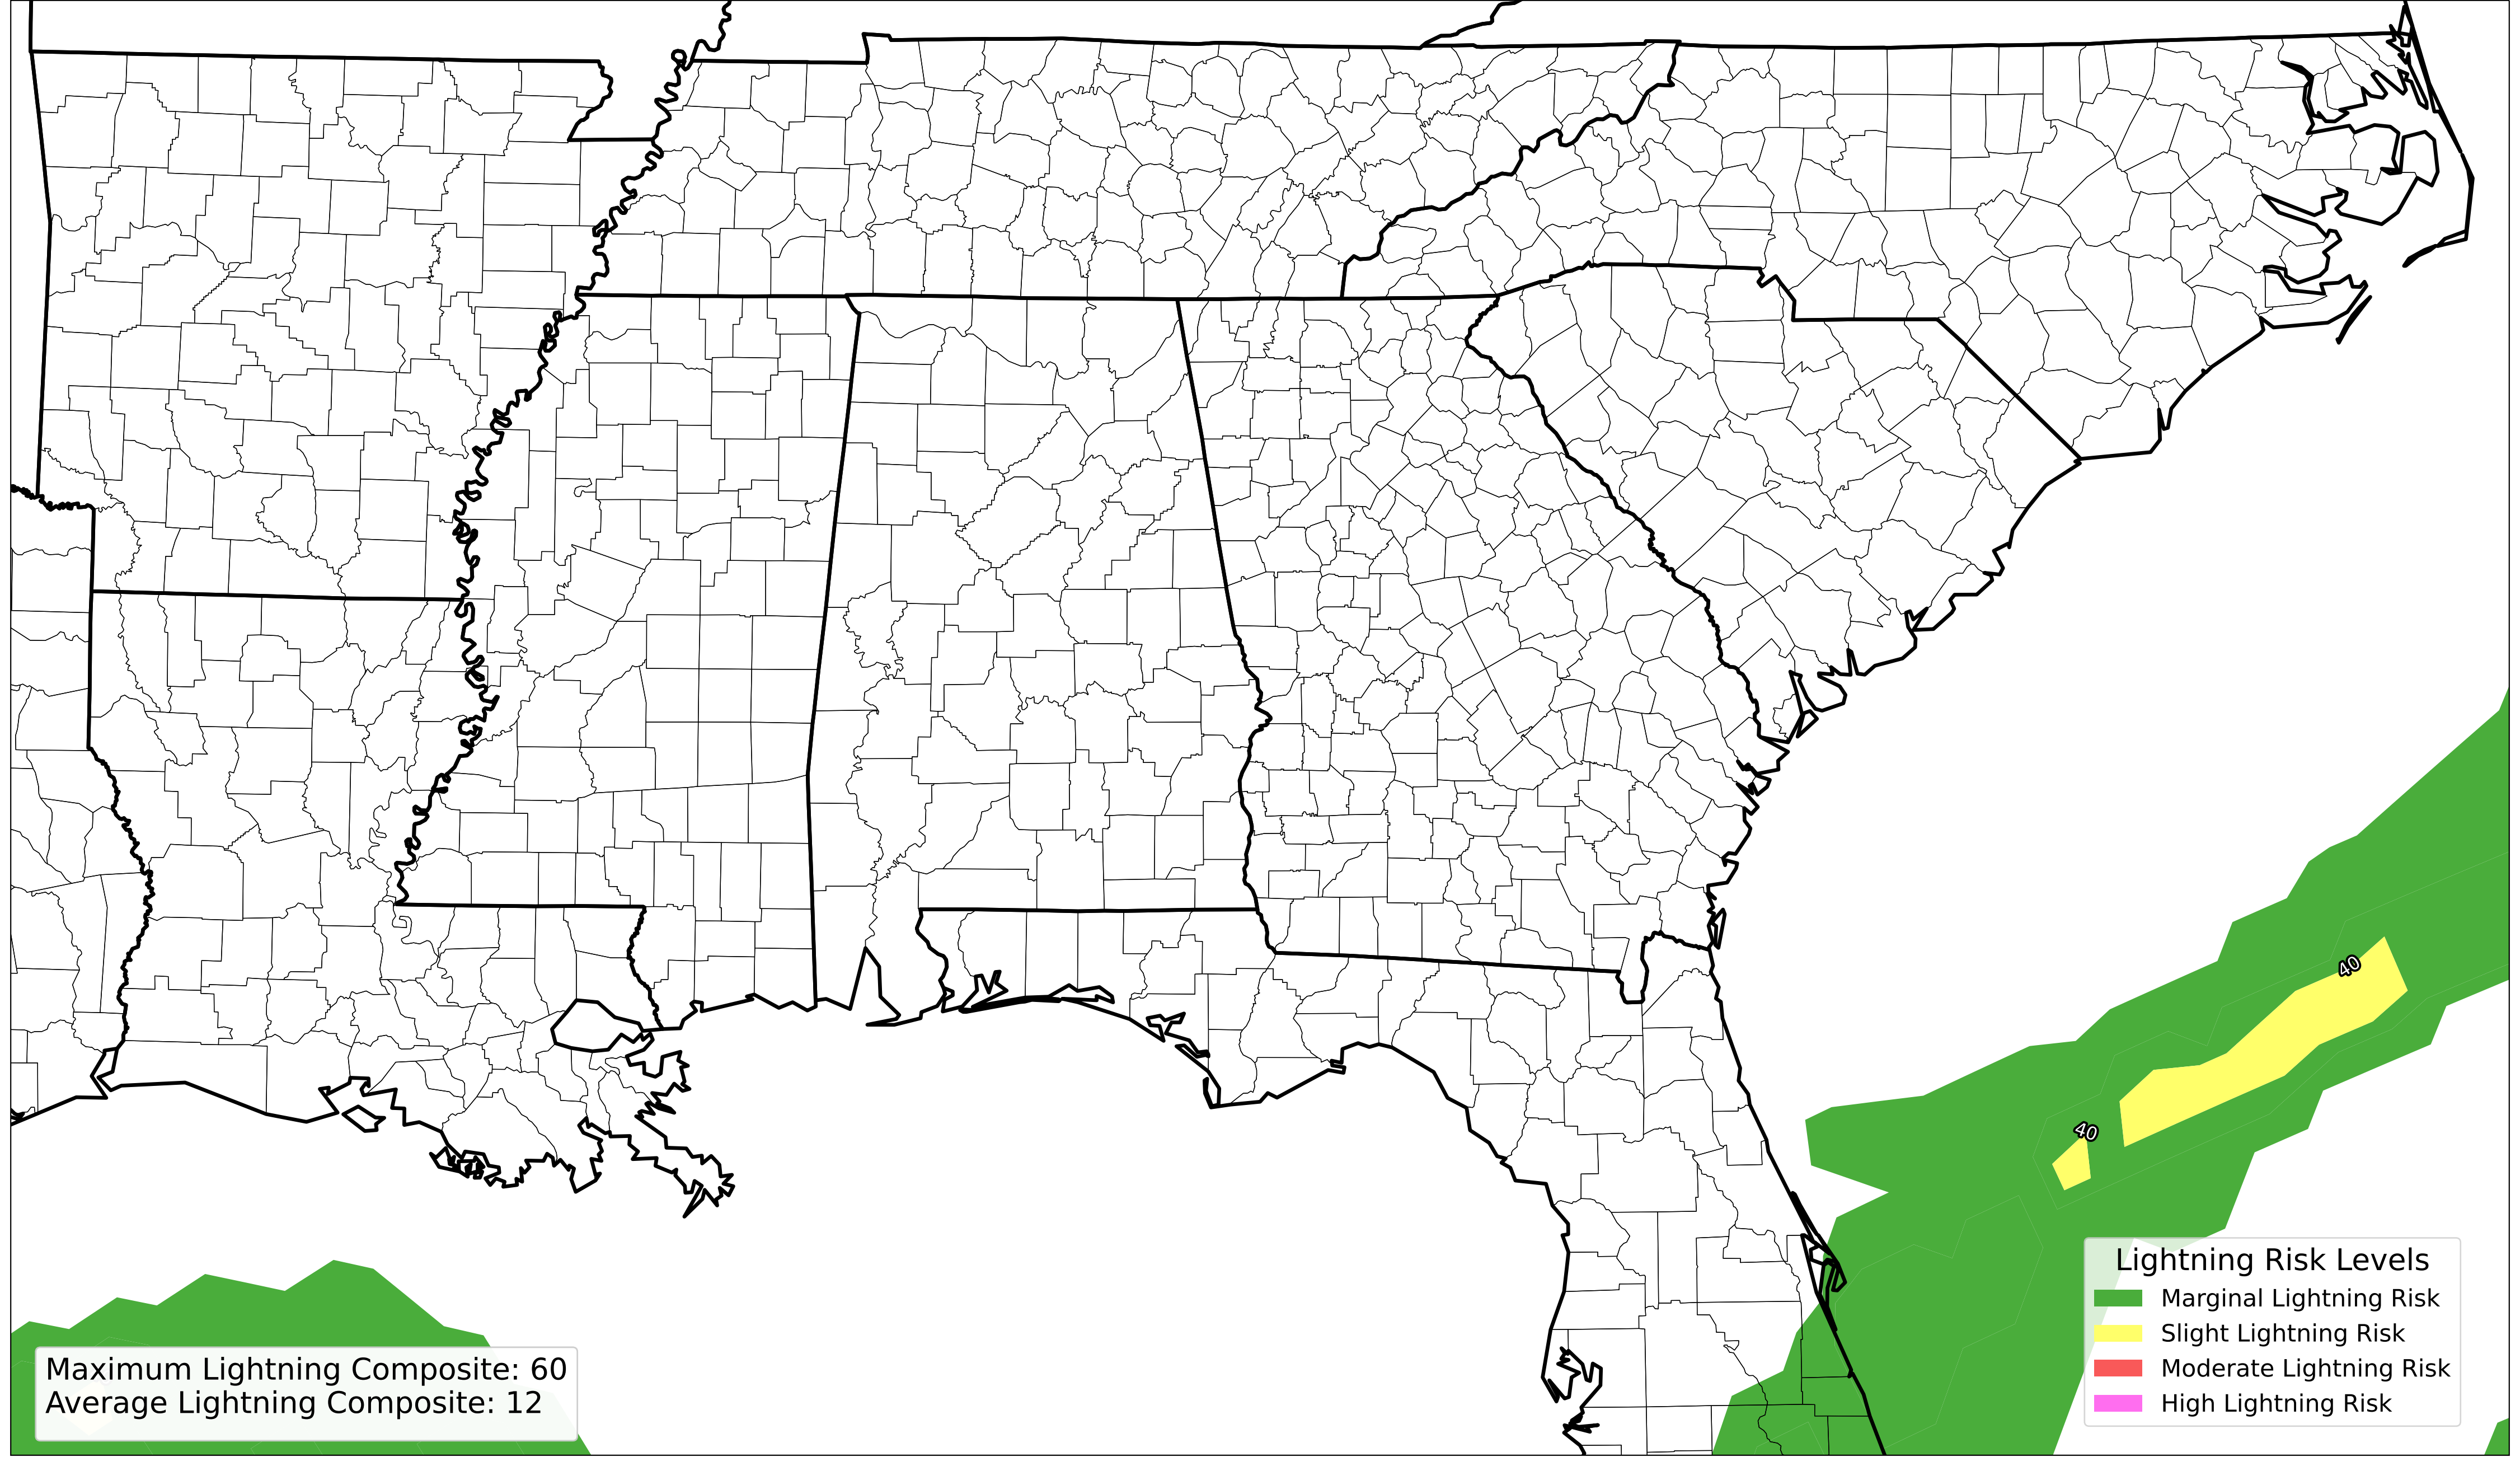 40
40
Lightning Risk Levels
Marginal Lightning Risk
Slight Lightning Risk
Moderate Lightning Risk
High Lightning Risk
Maximum Lightning Composite: 60
Average Lightning Composite: 12